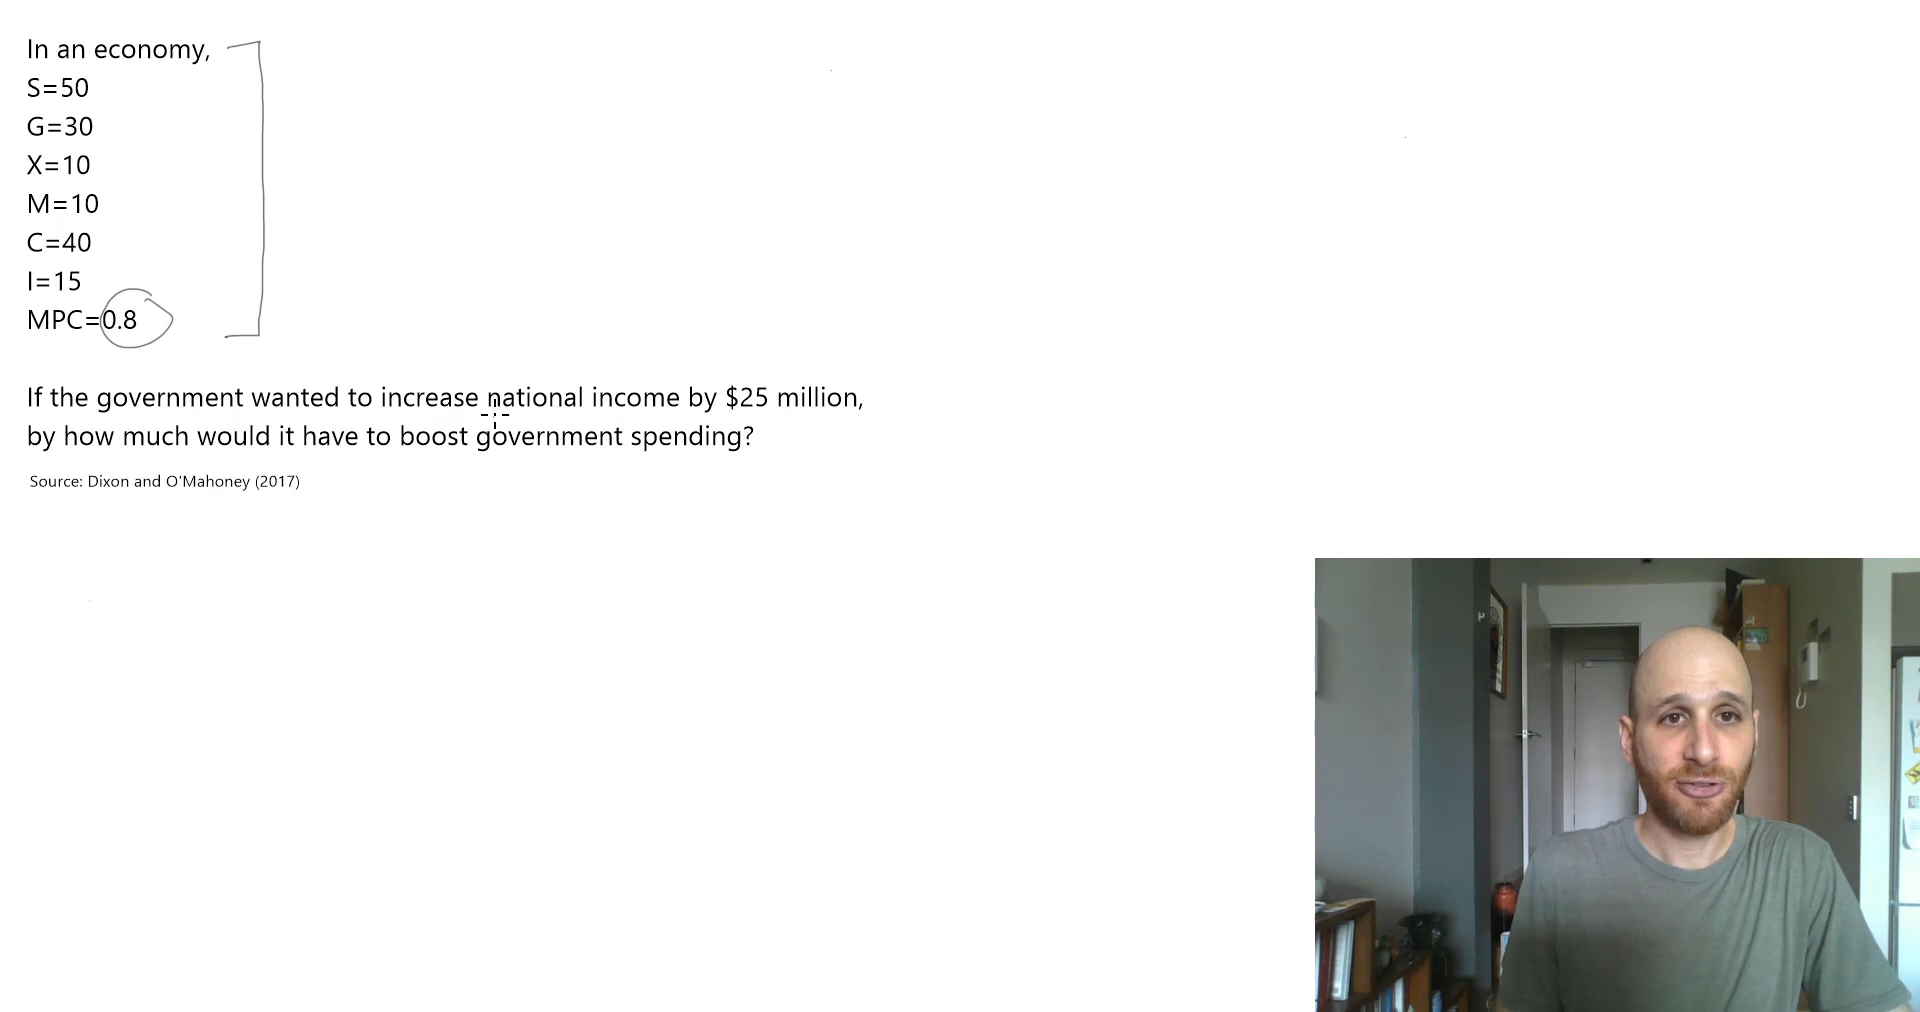 In an economy,
S=50
G=30
X=10
M=10
C=40
I=15
MPC=0.8
If the government wanted to increase national income by $25 million,
by how much would it have to boost government spending?
Source: Dixon and O'Mahoney (2017)